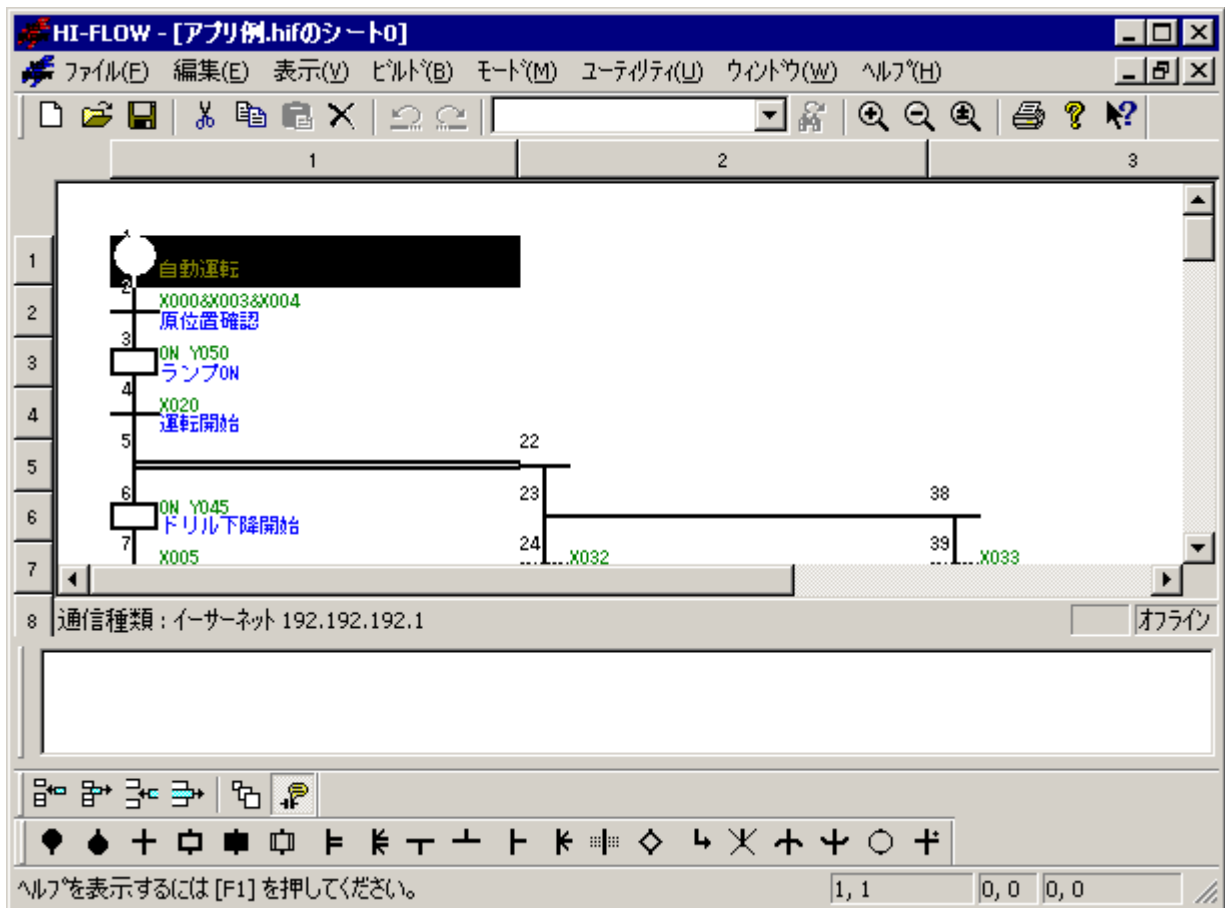 HI-FLOW - [アプリ例.hifのシート0]
ファイル(F) 編集(E) 表示(V) ビルド(B) モード(M) ユーティリティ(U) ウィンドウ(W) ヘルプ(H)
1 2 3
1
1 自動運転
2
2 X000&X003&X004
原位置確認
3
3 ON Y050
ランプON
4
4 X020
運転開始
5 22
5
6 23 38
6 ON Y045
ドリル下降開始
7 24 39
7 X005 X032 X033
8 通信種類 : イーサーネット 192.192.192.1 オフライン
ヘルプを表示するには [F1] を押してください。 1, 1 0, 0 0, 0